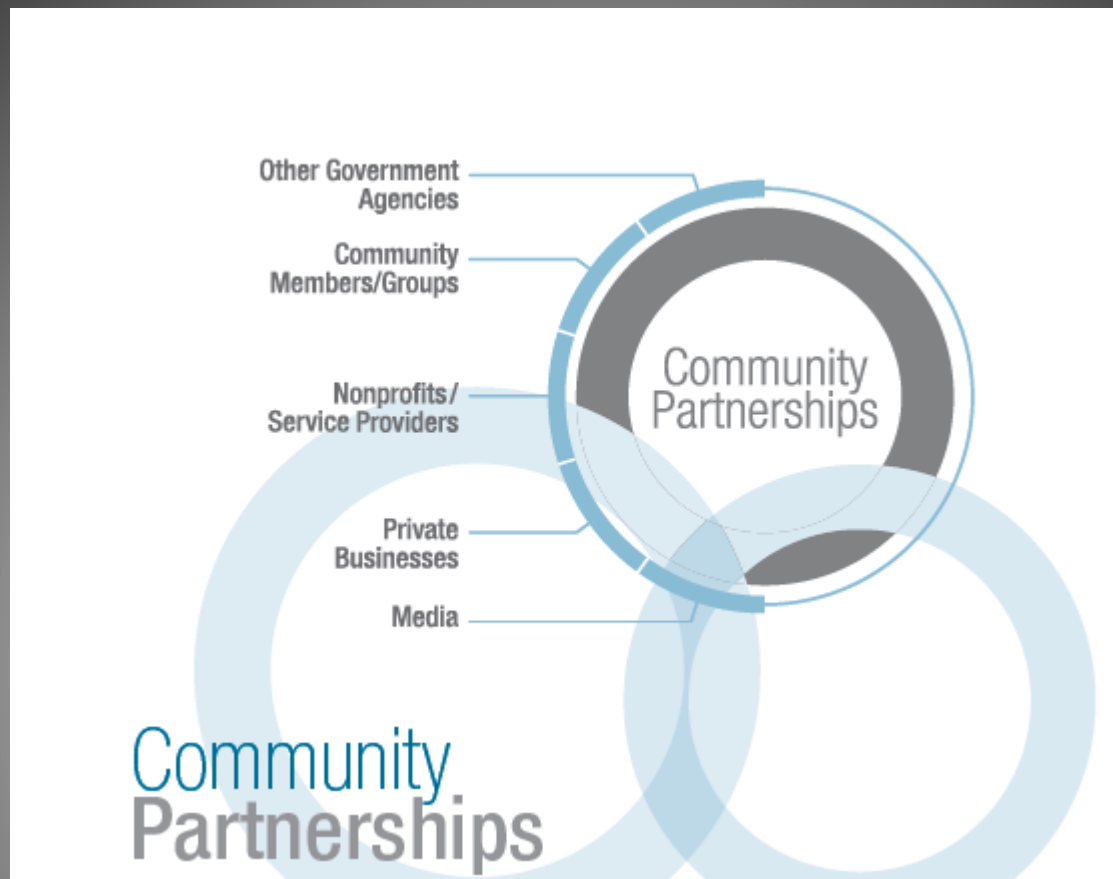 Other Government
Agencies
Community
Members/Groups
Nonprofits/
Service Providers
Private
Businesses
Media
Community
Partnerships
Community
Partnerships